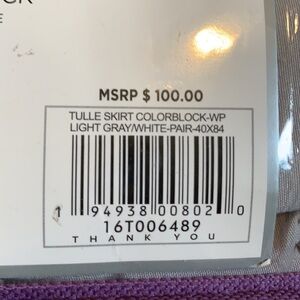 MSRP $ 100.00
TULLE SKIRT COLORBLOCK-WP
LIGHT GRAY/WHITE-PAIR-40X84
1 94938 00802 0
16T006489
THANK YOU